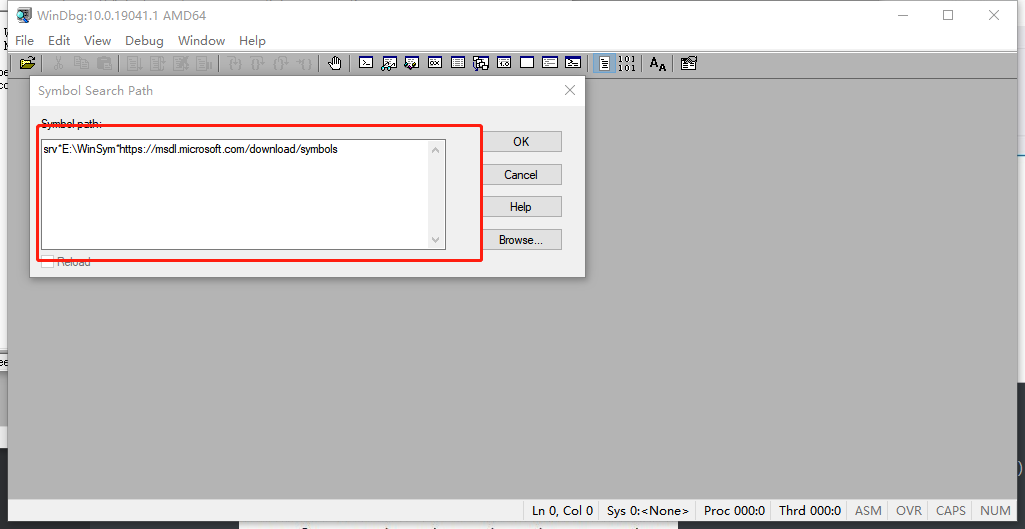 WinDbg:10.0.19041.1 AMD64
File Edit View Debug Window Help
Symbol Search Path
Symbol path:
srv*E:\WinSym*https://msdl.microsoft.com/download/symbols
OK
Cancel
Help
Browse...
Reload
Ln 0, Col 0 Sys 0:<None> Proc 000:0 Thrd 000:0 ASM OVR CAPS NUM